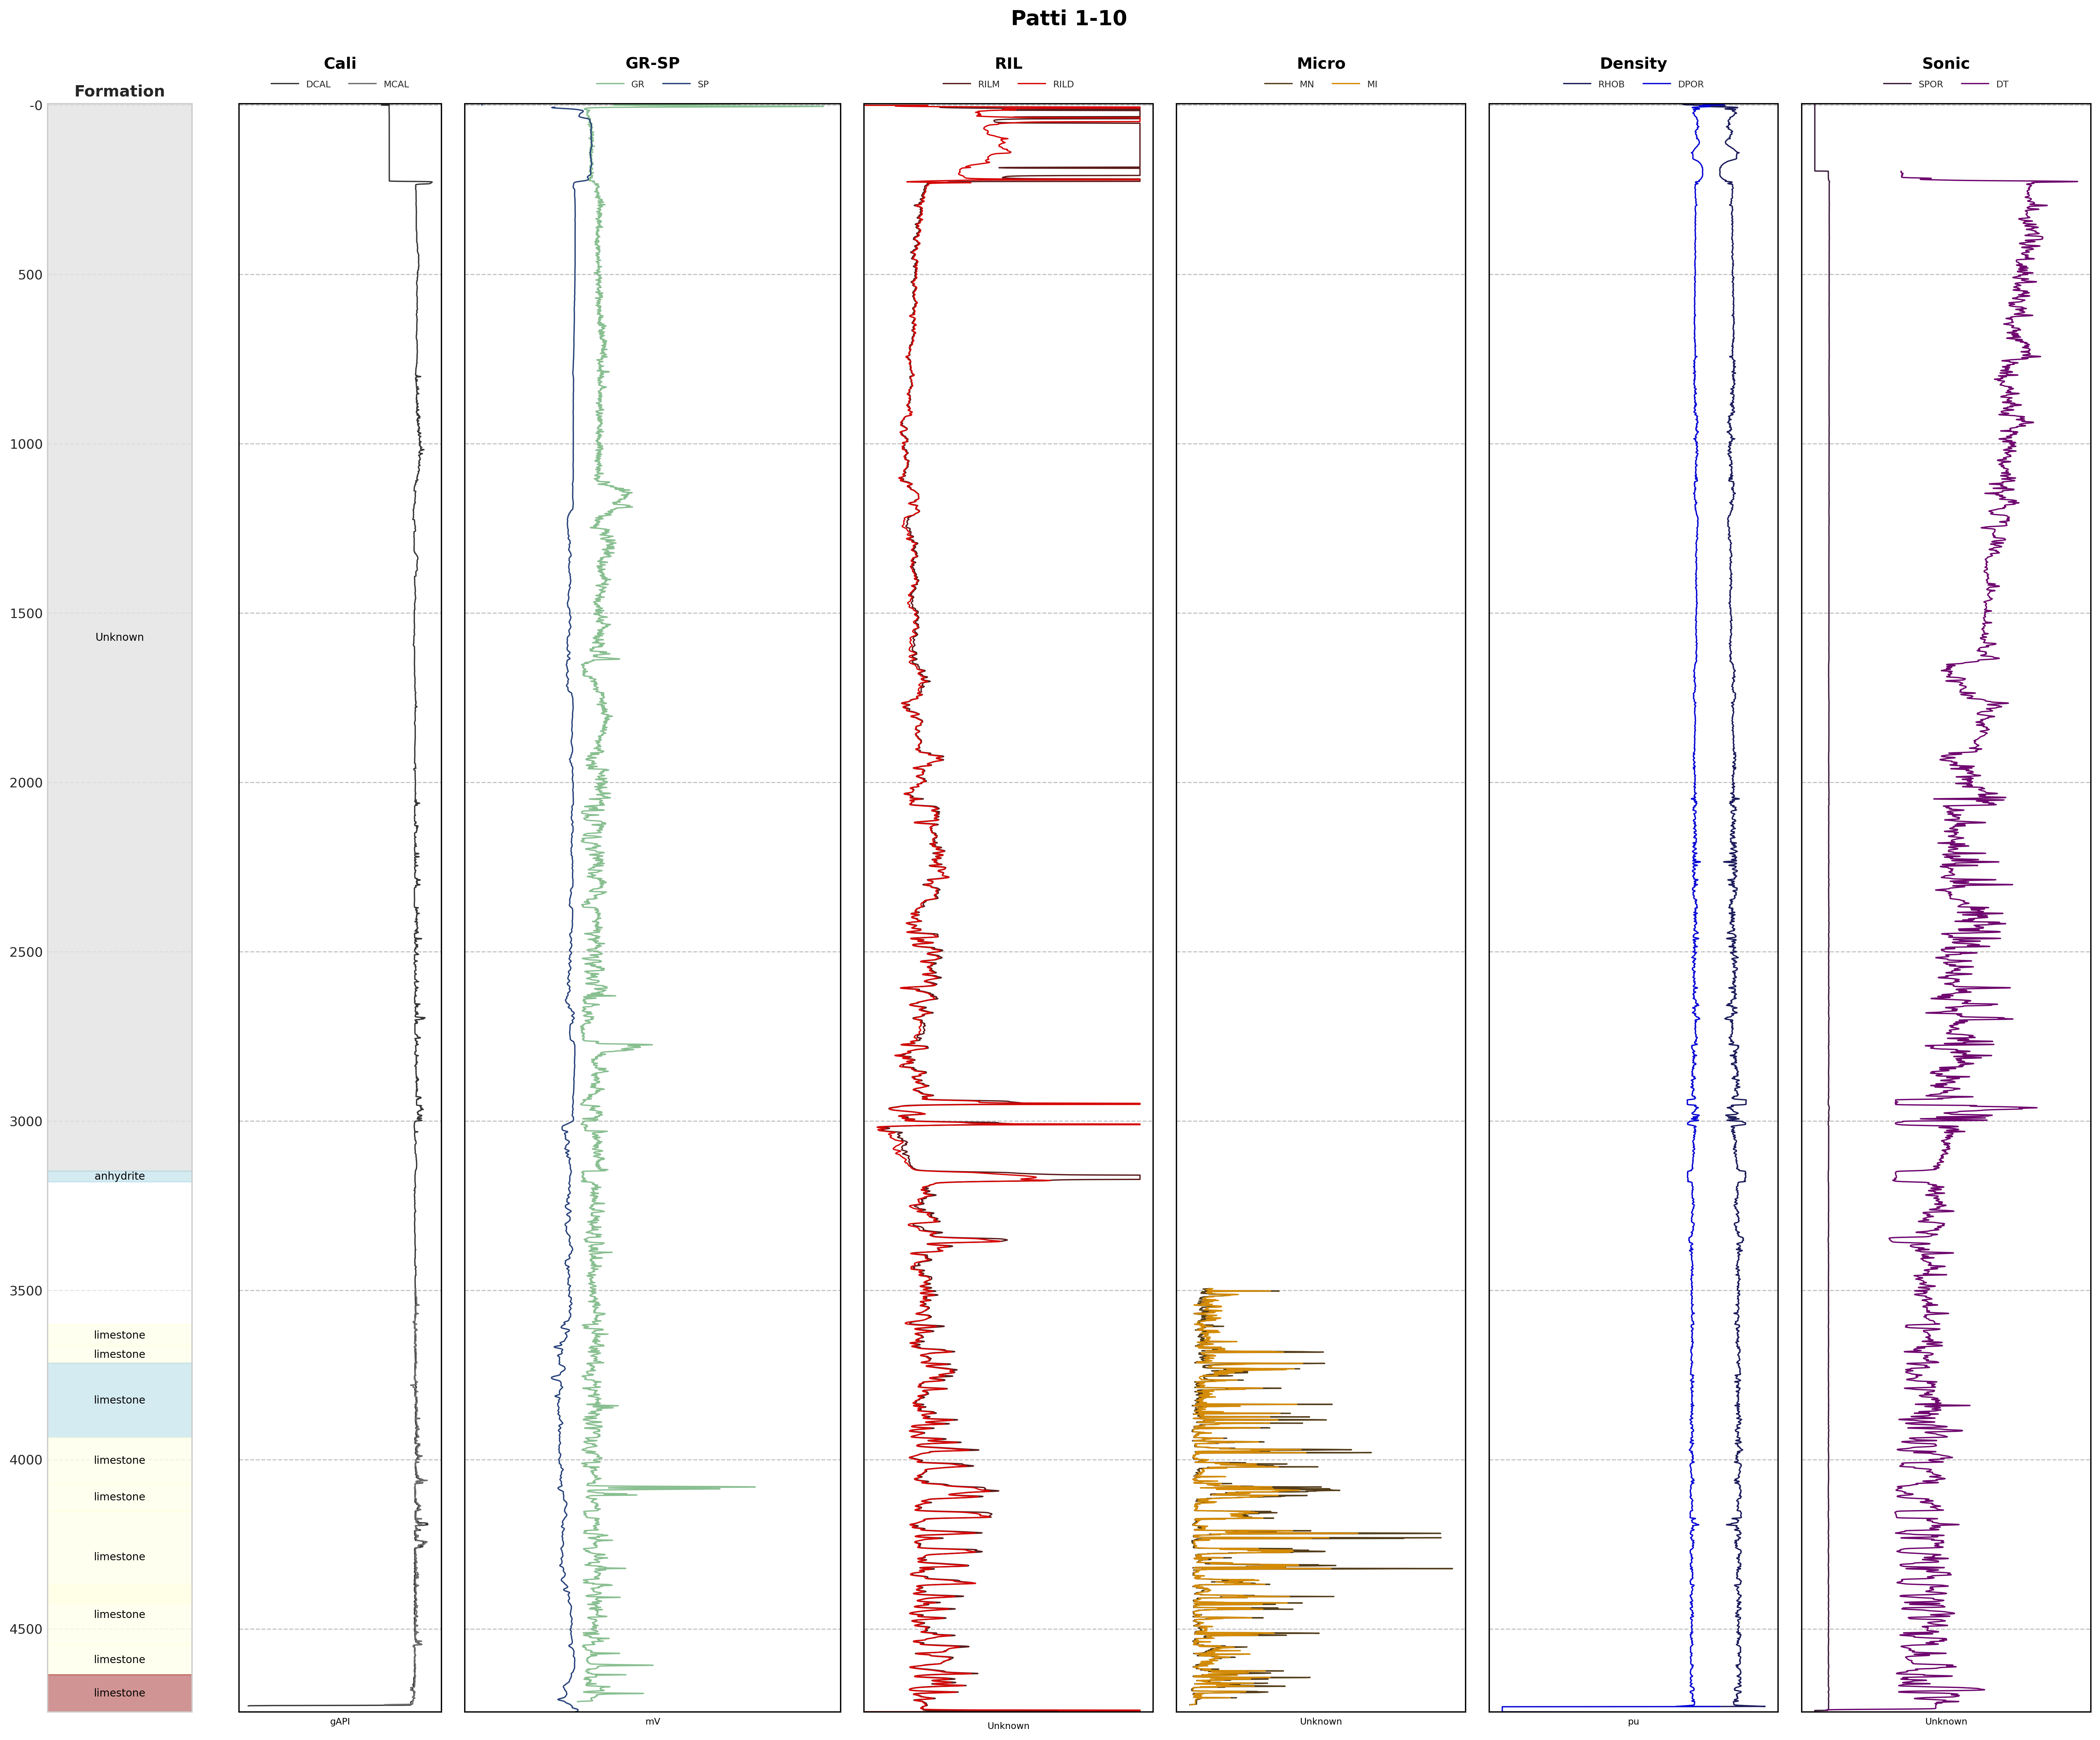 Patti 1-10
Formation
Cali
DCAL MCAL
GR-SP
GR SP
RIL
RILM RILD
Micro
MN MI
Density
RHOB DPOR
Sonic
SPOR DT
-0
500
1000
1500
Unknown
2000
2500
3000
anhydrite
3500
limestone
limestone
limestone
4000
limestone
limestone
limestone
limestone
4500
limestone
limestone
gAPI
mV
Unknown
Unknown
pu
Unknown